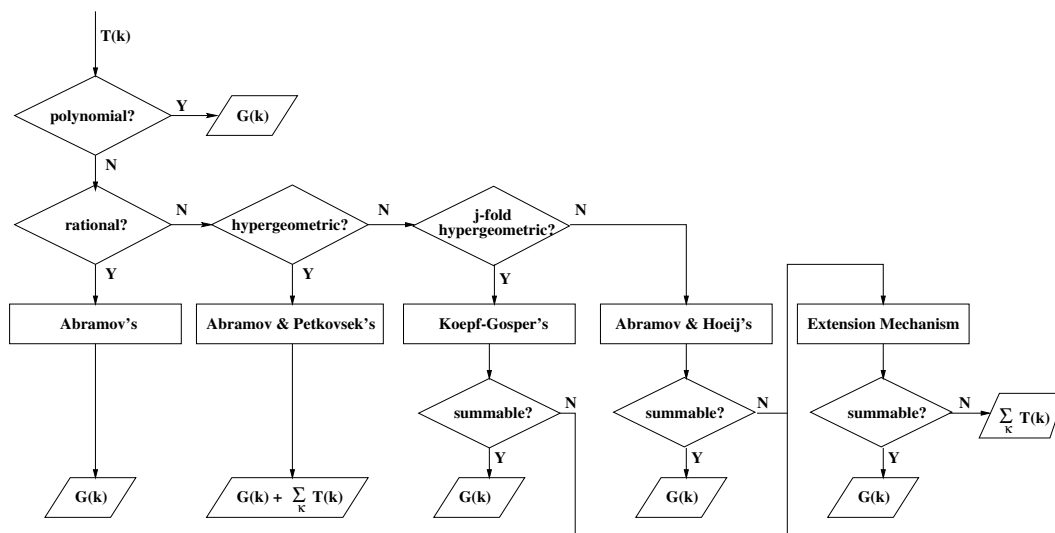 T(k)
polynomial?
Y
G(k)
N
rational?
N
hypergeometric?
N
j-fold
hypergeometric?
N
Y
Y
Y
Abramov's
Abramov & Petkovsek's
Koepf-Gosper's
Abramov & Hoeij's
Extension Mechanism
summable?
N
summable?
N
summable?
N
Σ T(k)
κ
Y
Y
Y
G(k)
G(k) + Σ T(k)
κ
G(k)
G(k)
G(k)